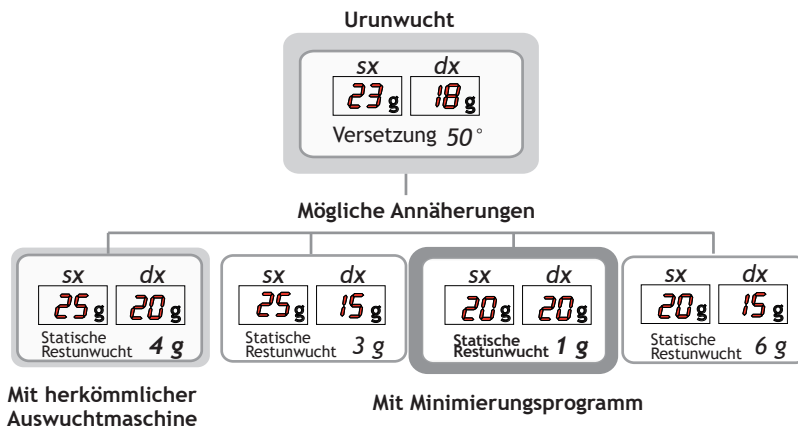 Urunwucht
sx dx
23 g 18 g
Versetzung 50°
Mögliche Annäherungen
sx dx
25 g 20 g
Statische
Restunwucht 4 g
sx dx
25 g 15 g
Statische
Restunwucht 3 g
sx dx
20 g 20 g
Statische
Restunwucht 1 g
sx dx
20 g 15 g
Statische
Restunwucht 6 g
Mit herkömmlicher
Auswuchtmaschine
Mit Minimierungsprogramm